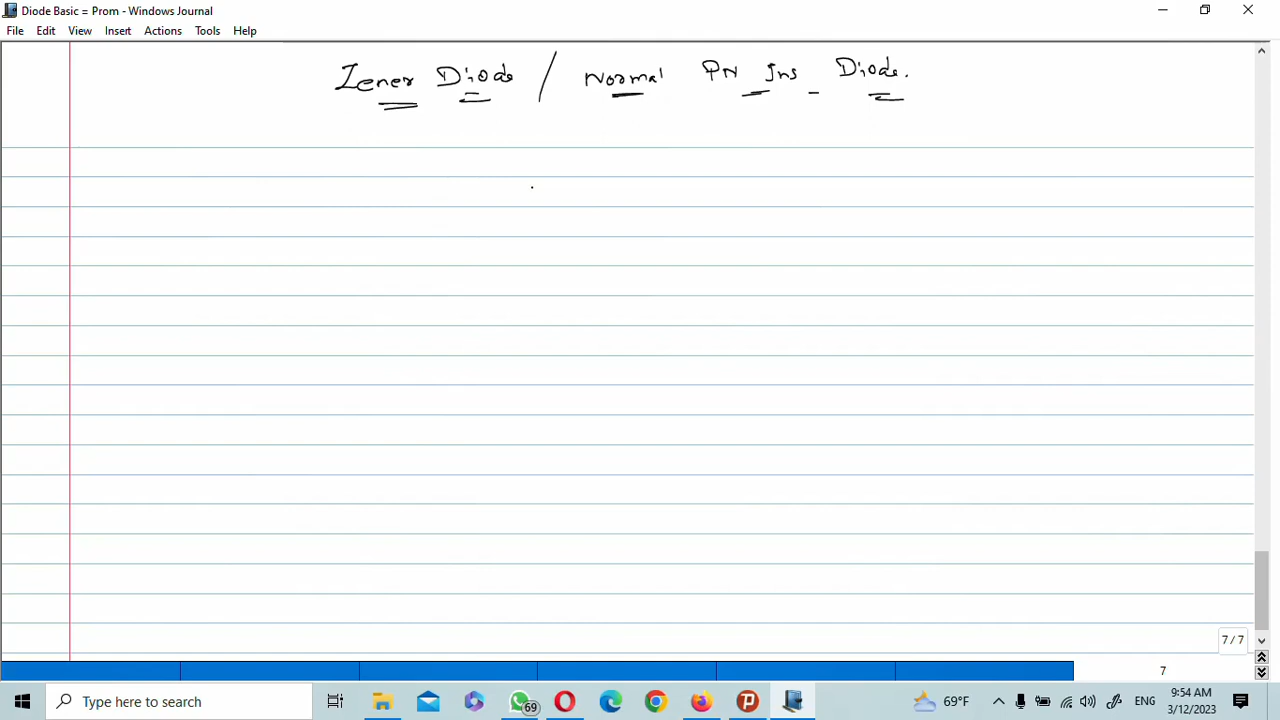 Diode Basic = Prom - Windows Journal
File Edit View Insert Actions Tools Help
Zener Diode / Normal PN Jns Diode.
7 / 7
7
Type here to search
69
69°F
ENG
9:54 AM
3/12/2023